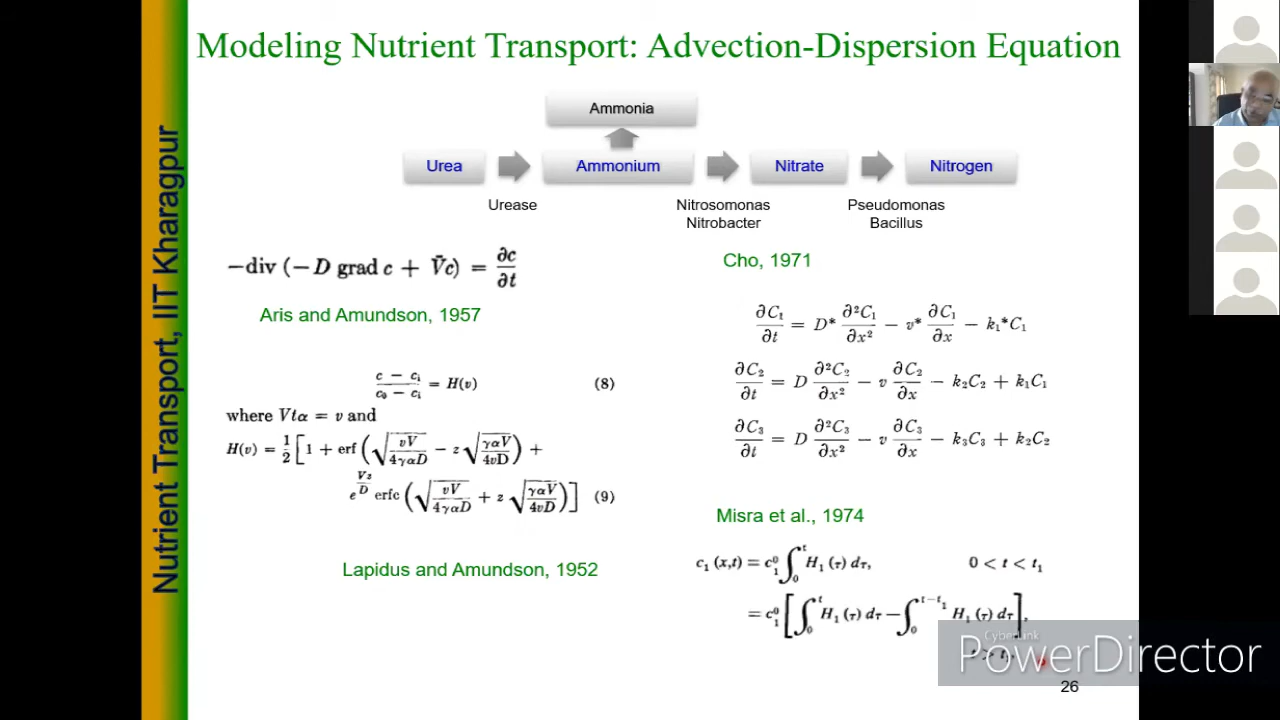 Modeling Nutrient Transport: Advection-Dispersion Equation
Nutrient Transport, IIT Kharagpur
Ammonia
Urea
Ammonium
Nitrate
Nitrogen
Urease
Nitrosomonas
Nitrobacter
Pseudomonas
Bacillus
−div (−D grad c + V̄c) = ∂c/∂t
Aris and Amundson, 1957
(c − cᵢ)/(c₀ − cᵢ) = H(v) (8)
where Vtα = v and
H(v) = 1/2 [1 + erf (√(vV/4γαD) − z √(γαV/4vD)) +
e^(Vz/D) erfc (√(vV/4γαD) + z √(γαV/4vD))] (9)
Lapidus and Amundson, 1952
Cho, 1971
∂C₁/∂t = D* ∂²C₁/∂x² − v* ∂C₁/∂x − k₁*C₁
∂C₂/∂t = D ∂²C₂/∂x² − v ∂C₂/∂x − k₂C₂ + k₁C₁
∂C₃/∂t = D ∂²C₃/∂x² − v ∂C₃/∂x − k₃C₃ + k₂C₂
Misra et al., 1974
c₁ (x,t) = c₁⁰ ∫₀ᵗ H₁ (τ) dτ, 0 < t < t₁
= c₁⁰ [∫₀ᵗ H₁ (τ) dτ − ∫₀^(t−t₁) H₁ (τ) dτ],
CyberLink
PowerDirector
26